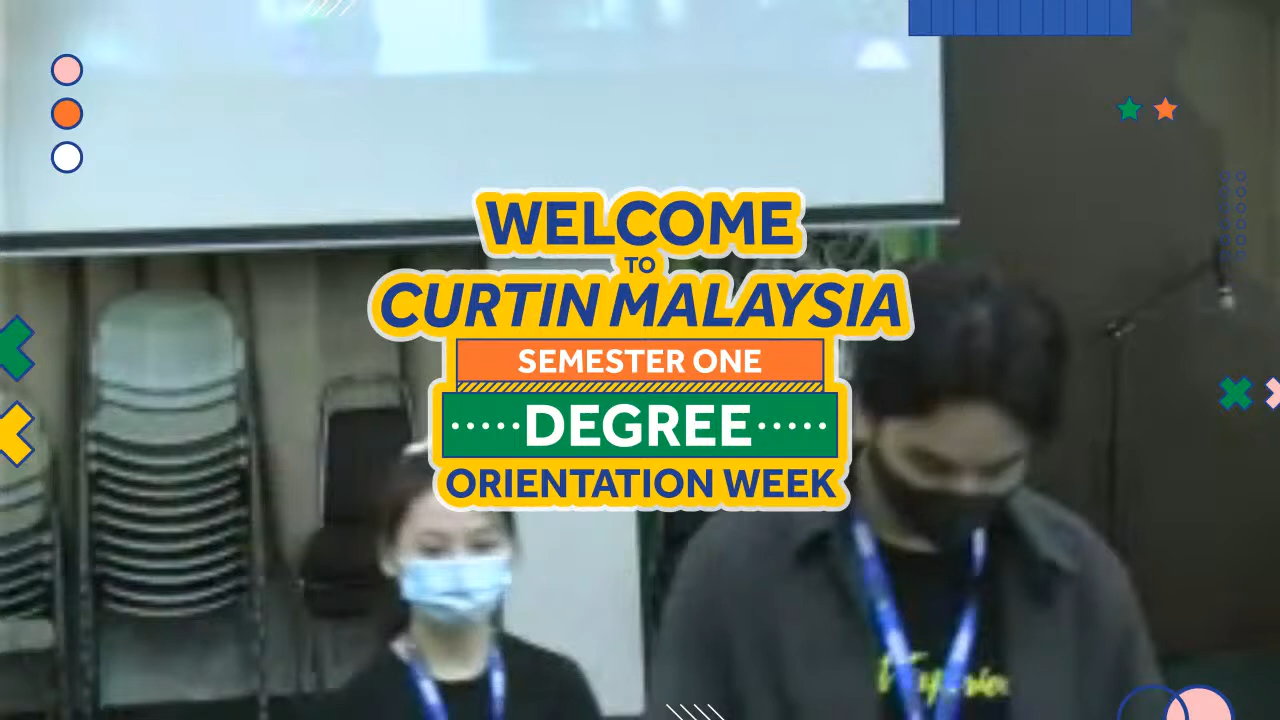 WELCOME
TO
CURTIN MALAYSIA
SEMESTER ONE
DEGREE
ORIENTATION WEEK